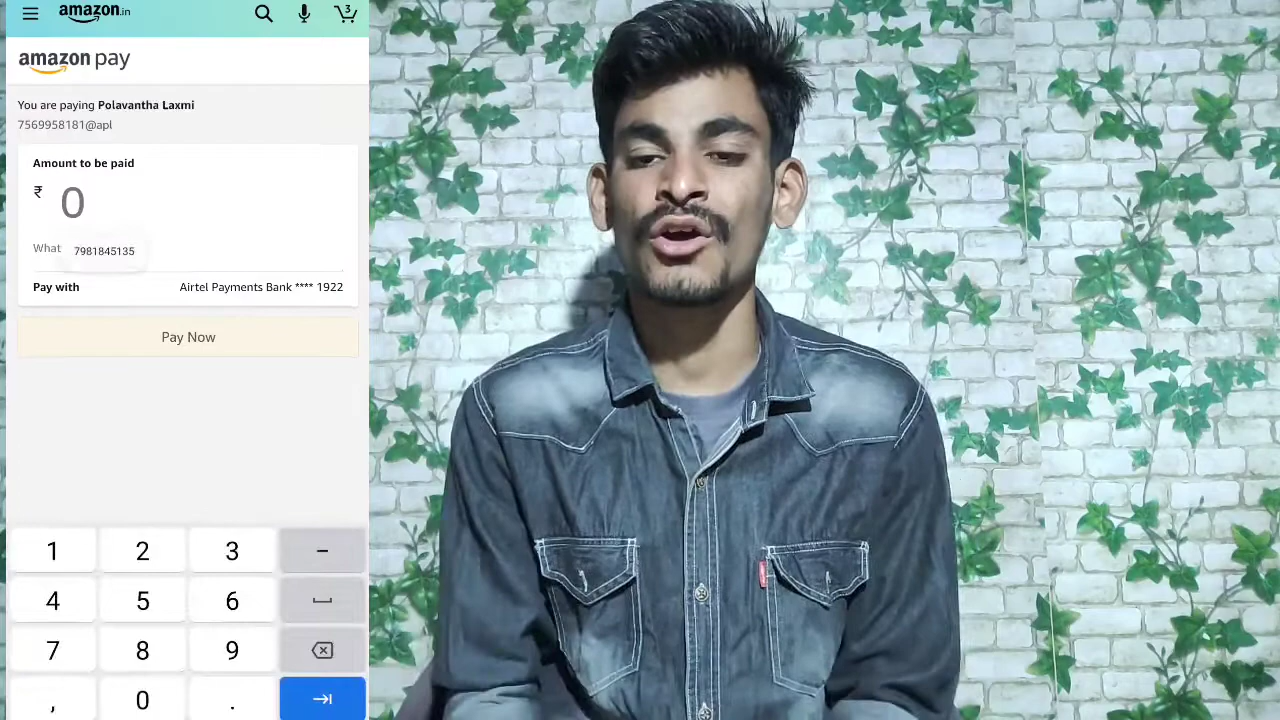 amazon.in
3
amazon pay
You are paying Polavantha Laxmi
7569958181@apl
Amount to be paid
₹ 0
What 7981845135
Pay with Airtel Payments Bank **** 1922
Pay Now
1 2 3 -
4 5 6
7 8 9
, 0 .